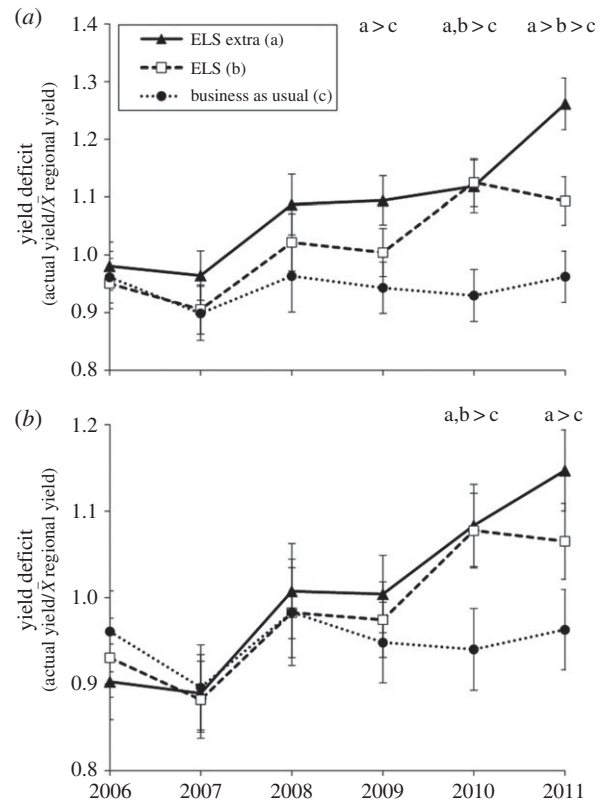 (a)
1.4
1.3
1.2
1.1
1.0
0.9
0.8
yield deficit
(actual yield/X̄ regional yield)
ELS extra (a)
ELS (b)
business as usual (c)
a > c
a,b > c
a > b > c
(b)
1.2
1.1
1.0
0.9
0.8
yield deficit
(actual yield/X̄ regional yield)
a,b > c
a > c
2006 2007 2008 2009 2010 2011